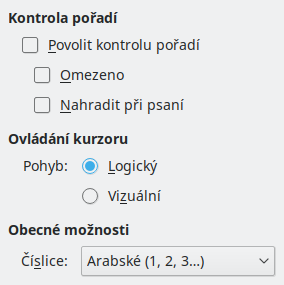 Kontrola pořadí
Povolit kontrolu pořadí
Omezeno
Nahradit při psaní
Ovládání kurzoru
Pohyb: Logický
Vizuální
Obecné možnosti
Číslice: Arabské (1, 2, 3...)